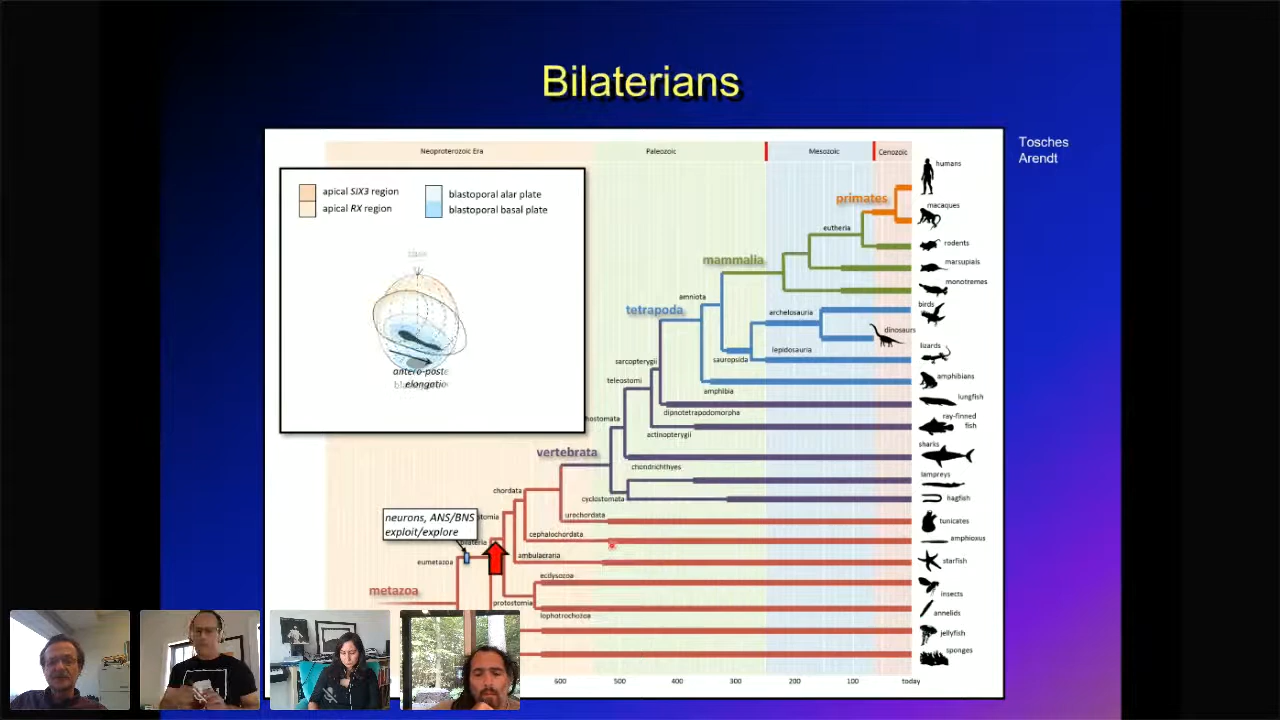 Bilaterians
Tosches
Arendt
Neoproterozoic Era
Paleozoic
Mesozoic
Cenozoic
apical SIX3 region
apical RX region
blastoporal alar plate
blastoporal basal plate
antero-poste
elongatio
humans
primates
macaques
eutheria
rodents
mammalia
marsupials
monotremes
amniota
tetrapoda
archelosauria
birds
dinosaurs
lepidosauria
lizards
sauropsida
sarcopterygii
teleostomi
amphibians
amphibia
lungfish
dipnotetrapodomorpha
hostomata
ray-finned
fish
actinopterygii
sharks
vertebrata
chondrichthyes
lampreys
chordata
cyclostomata
hagfish
neurons, ANS/BNS
exploit/explore
stomia
urochordata
tunicates
cephalochordata
amphioxus
bilateria
ambulacraria
eumetazoa
starfish
ecdysozoa
metazoa
insects
protostomia
lophotrochozoa
annelids
jellyfish
sponges
600 500 400 300 200 100 today